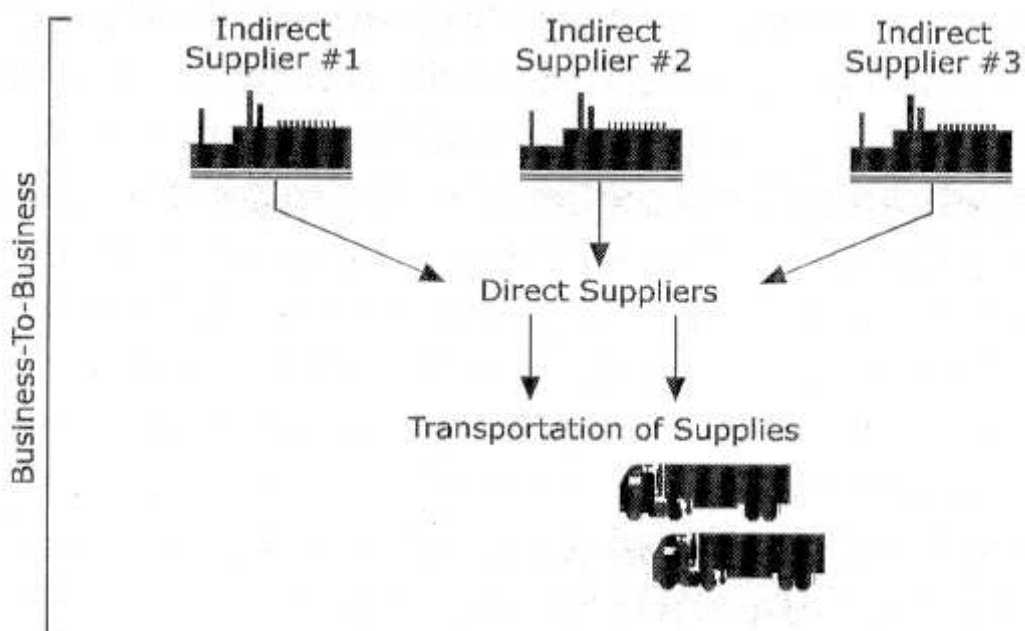 Indirect
Supplier #1
Indirect
Supplier #2
Indirect
Supplier #3
Business-To-Business
Direct Suppliers
Transportation of Supplies